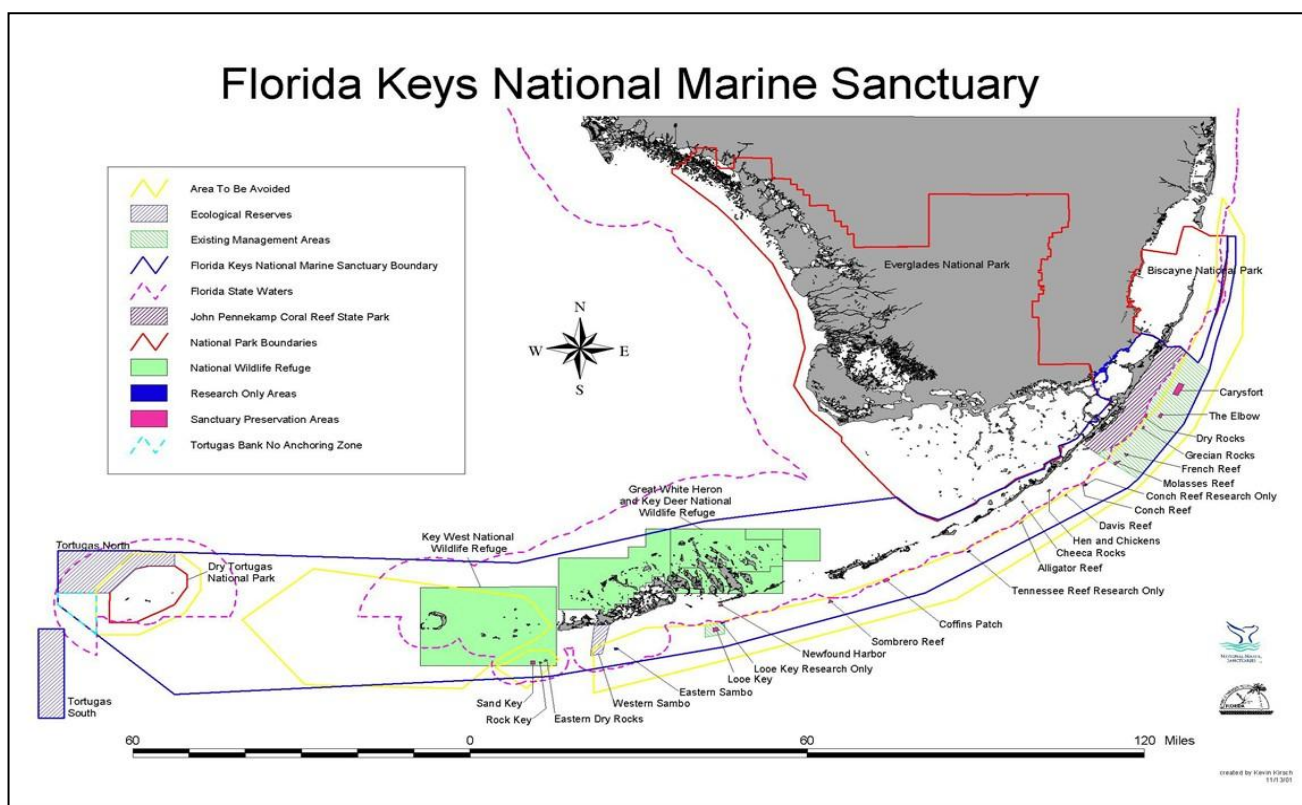 Florida Keys National Marine Sanctuary
Area To Be Avoided
Ecological Reserves
Existing Management Areas
Florida Keys National Marine Sanctuary Boundary
Florida State Waters
John Pennekamp Coral Reef State Park
National Park Boundaries
National Wildlife Refuge
Research Only Areas
Sanctuary Preservation Areas
Tortugas Bank No Anchoring Zone
N
W
E
S
Everglades National Park
Biscayne National Park
Carysfort
The Elbow
Dry Rocks
Grecian Rocks
French Reef
Molasses Reef
Conch Reef Research Only
Conch Reef
Davis Reef
Hen and Chickens
Cheeca Rocks
Alligator Reef
Tennessee Reef Research Only
Coffins Patch
Sombrero Reef
Newfound Harbor
Looe Key Research Only
Looe Key
Eastern Sambo
Western Sambo
Eastern Dry Rocks
Rock Key
Sand Key
Great White Heron
and Key Deer National
Wildlife Refuge
Key West National
Wildlife Refuge
Tortugas North
Dry Tortugas
National Park
Tortugas
South
60
0
60
120
Miles
NATIONAL MARINE
SANCTUARIES
FLORIDA
created by Kevin Kirsch
11/13/01